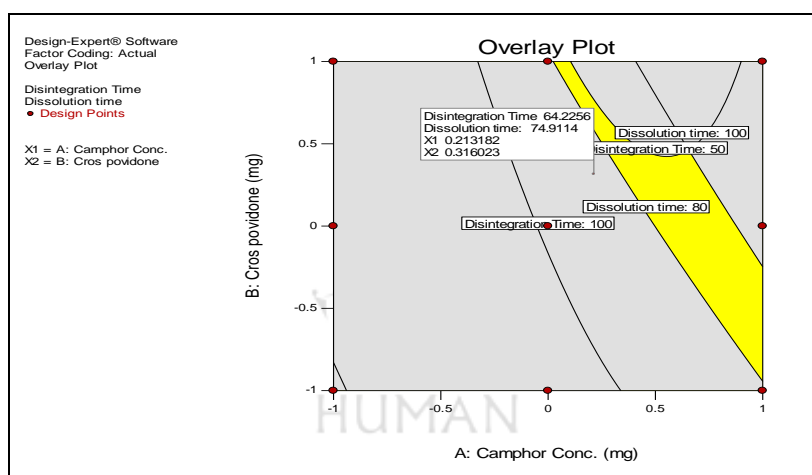 Design-Expert® Software
Factor Coding: Actual
Overlay Plot
Disintegration Time
Dissolution time
Design Points
X1 = A: Camphor Conc.
X2 = B: Cros povidone
Overlay Plot
B: Cros povidone (mg)
1
0.5
0
-0.5
-1
Disintegration Time 64.2256
Dissolution time: 74.9114
X1 0.213182
X2 0.316023
Dissolution time: 100
Disintegration Time: 50
Dissolution time: 80
Disintegration Time: 100
HUMAN
-1 -0.5 0 0.5 1
A: Camphor Conc. (mg)